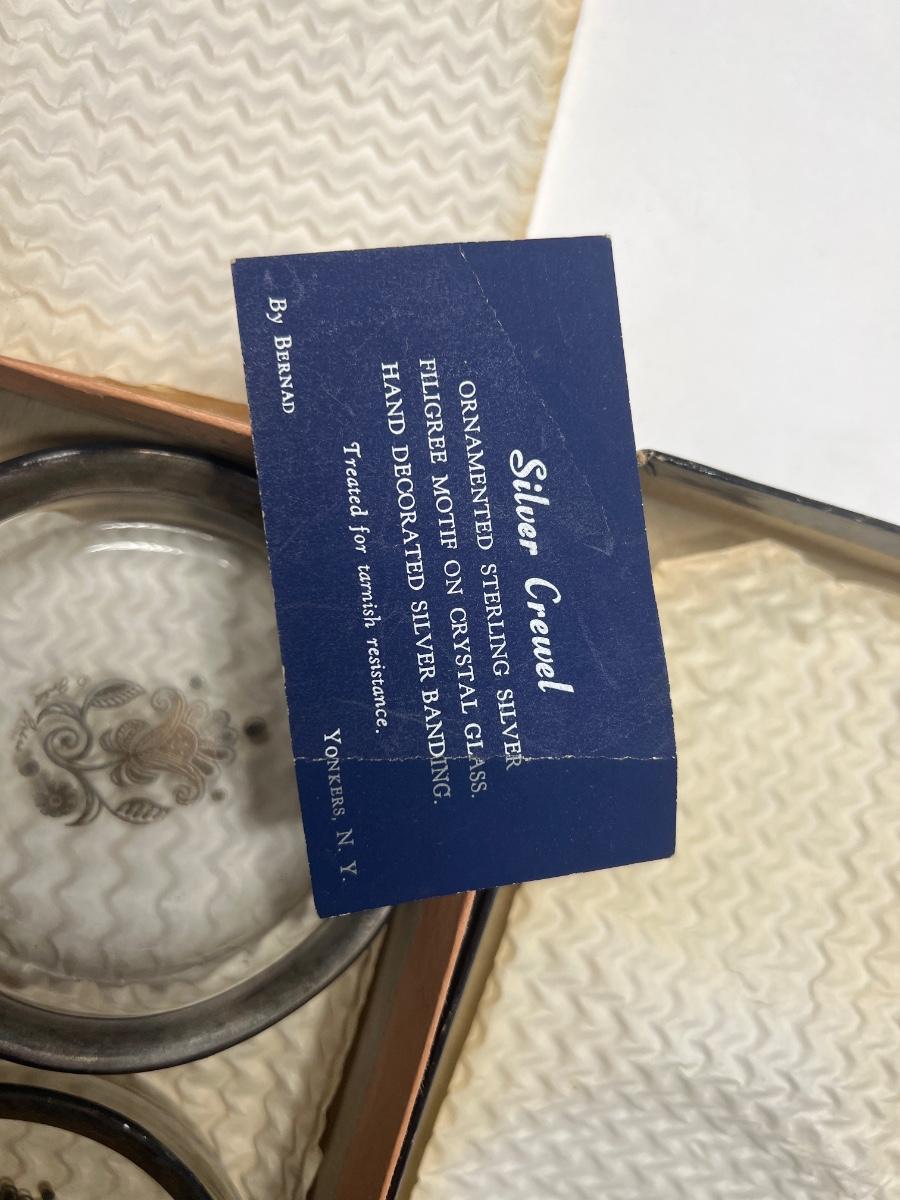 Silver Crewel
ORNAMENTED STERLING SILVER
FILIGREE MOTIF ON CRYSTAL GLASS.
HAND DECORATED SILVER BANDING.
Treated for tarnish resistance.
By BERNAD
YONKERS, N. Y.